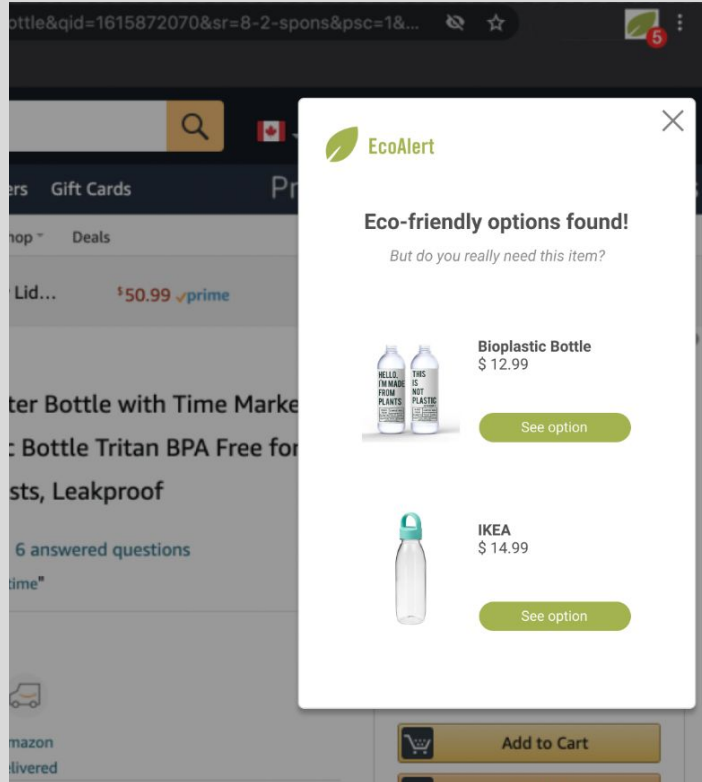 ottle&qid=1615872070&sr=8-2-spons&psc=1&...
5
EcoAlert
ers Gift Cards Pr
hop Deals
Lid... $50.99 prime
Eco-friendly options found!
But do you really need this item?
HELLO,
I'M MADE
FROM
PLANTS
THIS
IS
NOT
PLASTIC
Bioplastic Bottle
$ 12.99
See option
ter Bottle with Time Marke
c Bottle Tritan BPA Free for
sts, Leakproof
6 answered questions
time"
IKEA
$ 14.99
See option
mazon
elivered
Add to Cart